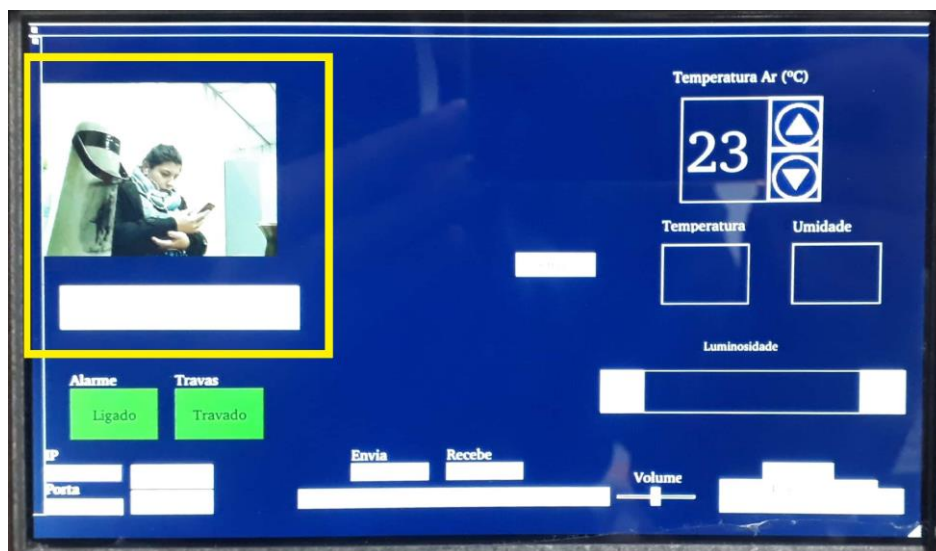 Temperatura Ar (ºC)
23
Temperatura Umidade
Luminosidade
Alarme Travas
Ligado Travado
IP
Envia Recebe
Porta
Volume